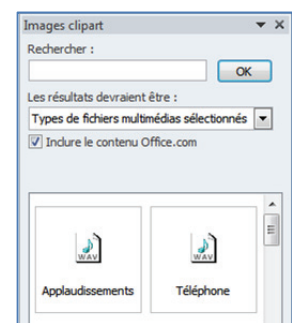 Images clipart
Rechercher :
OK
Les résultats devraient être :
Types de fichiers multimédias sélectionnés
Inclure le contenu Office.com
WAV WAV
Applaudissements Téléphone